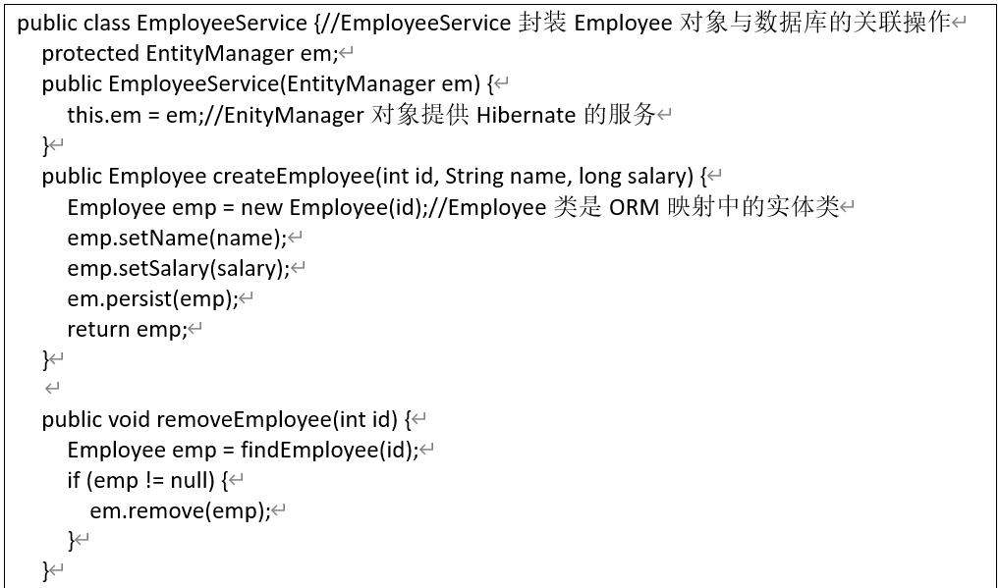 public class EmployeeService {//EmployeeService 封装 Employee 对象与数据库的关联操作↵
protected EntityManager em;↵
public EmployeeService(EntityManager em) {↵
this.em = em;//EnityManager 对象提供 Hibernate 的服务↵
}↵
public Employee createEmployee(int id, String name, long salary) {↵
Employee emp = new Employee(id);//Employee 类是 ORM 映射中的实体类↵
emp.setName(name);↵
emp.setSalary(salary);↵
em.persist(emp);↵
return emp;↵
}↵
↵
public void removeEmployee(int id) {↵
Employee emp = findEmployee(id);↵
if (emp != null) {↵
em.remove(emp);↵
}↵
}↵